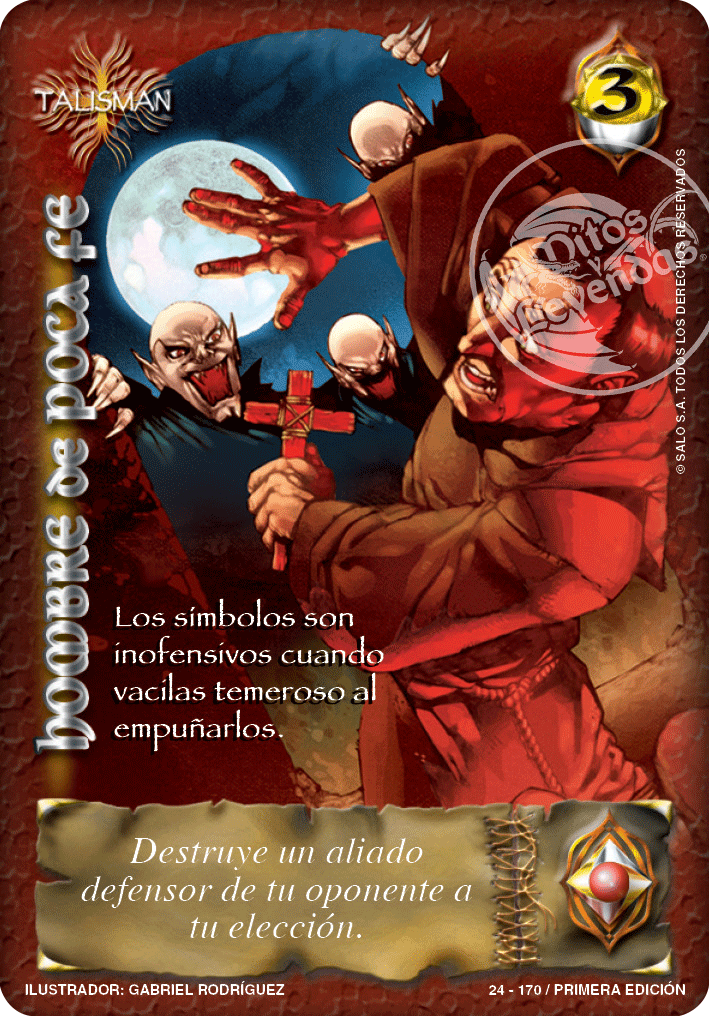 TALISMAN
3
HOMBRE DE POCA FE
Mitos
y
Leyendas
®
© SALO S.A. TODOS LOS DERECHOS RESERVADOS
Los símbolos son
inofensivos cuando
vacilas temeroso al
empuñarlos.
Destruye un aliado
defensor de tu oponente a
tu elección.
ILUSTRADOR: GABRIEL RODRÍGUEZ
24 - 170 / PRIMERA EDICIÓN